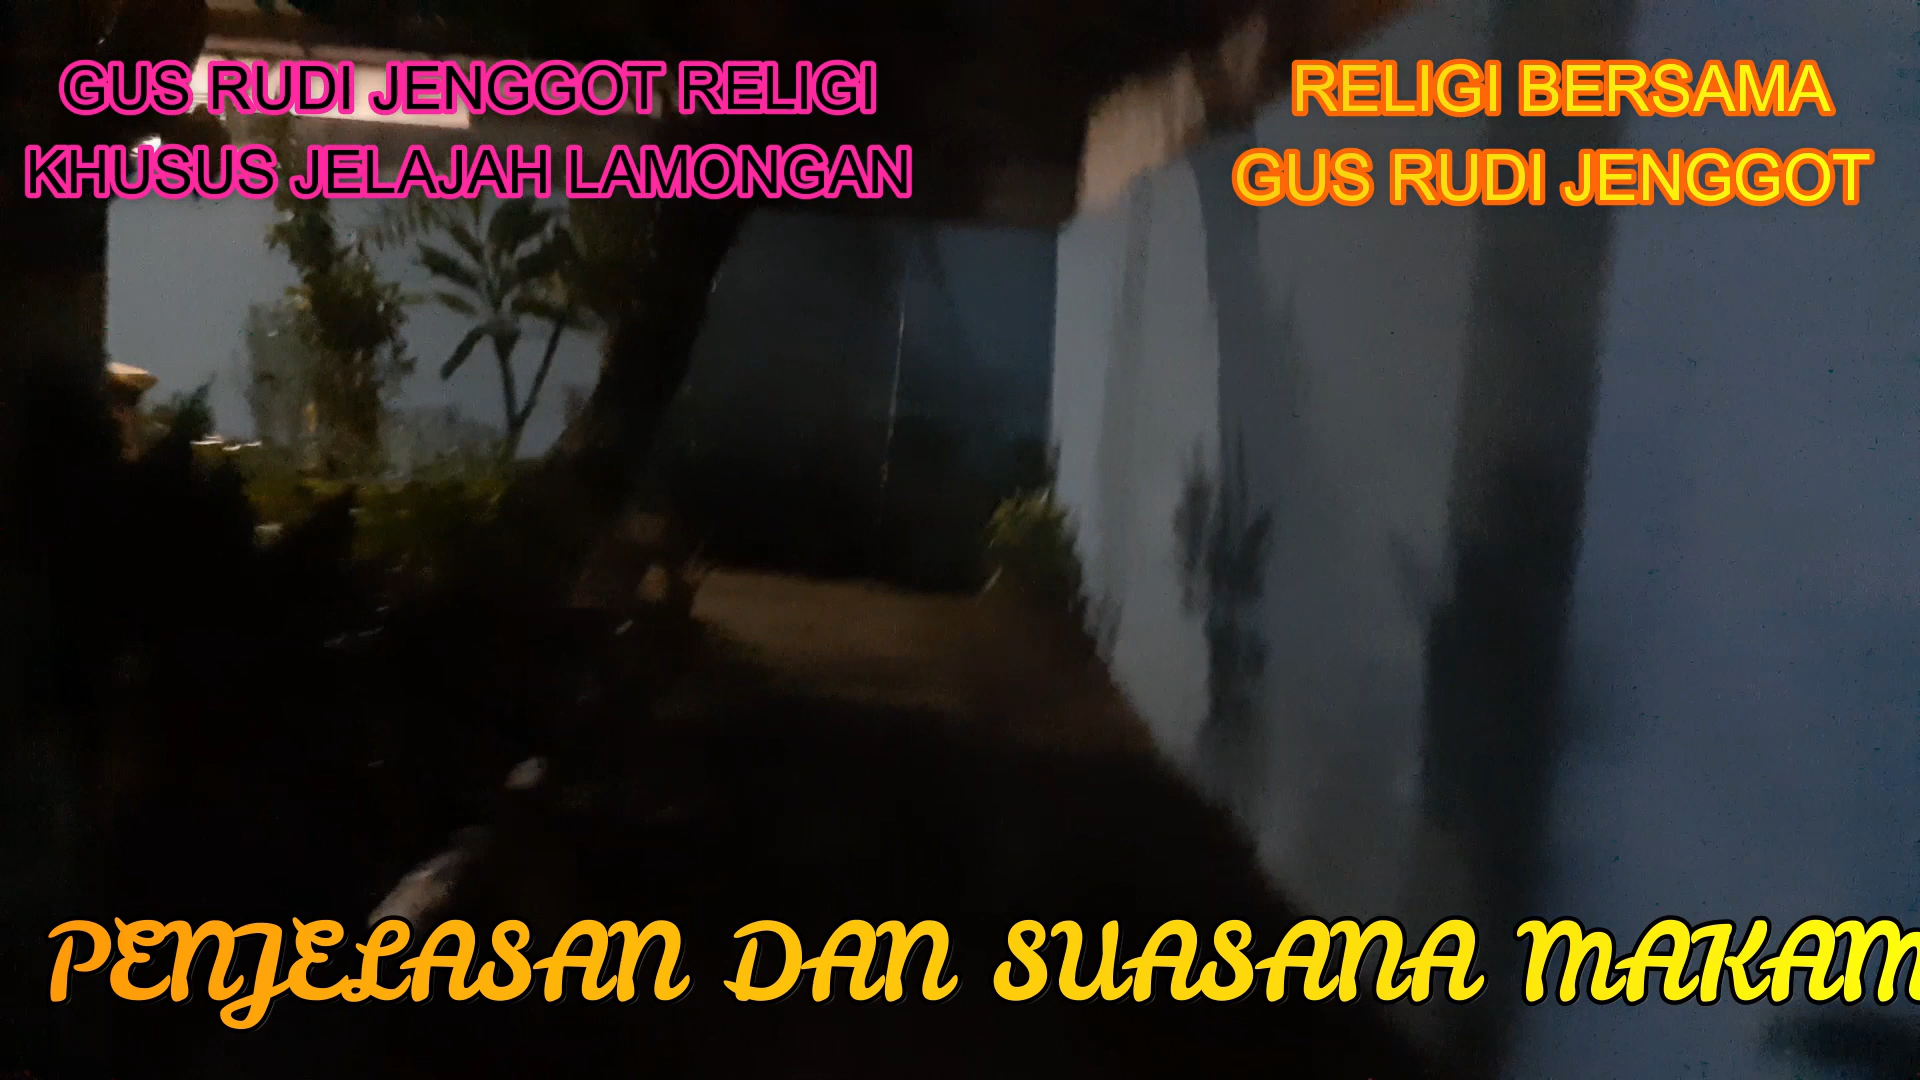 GUS RUDI JENGGOT RELIGI
KHUSUS JELAJAH LAMONGAN
RELIGI BERSAMA
GUS RUDI JENGGOT
PENJELASAN DAN SUASANA MAKAM